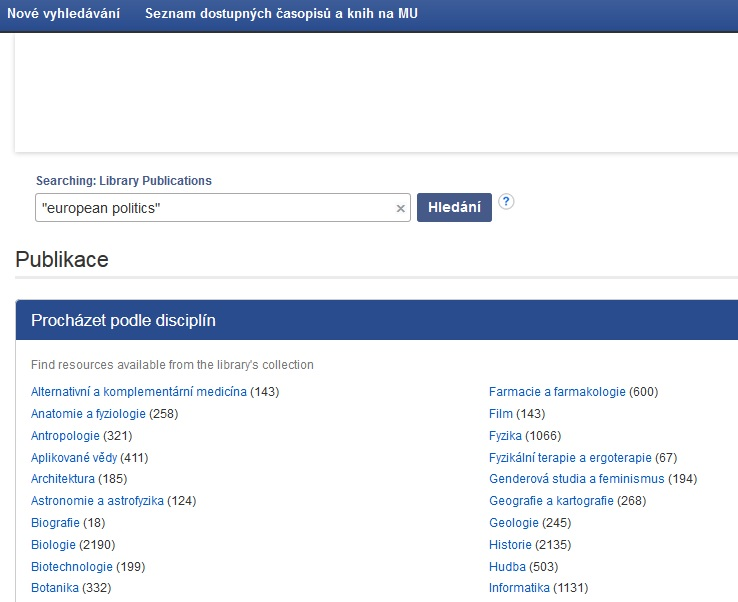 Nové vyhledávání Seznam dostupných časopisů a knih na MU
Searching: Library Publications
"european politics" × Hledání ?
Publikace
Procházet podle disciplín
Find resources available from the library's collection
Alternativní a komplementární medicína (143)
Anatomie a fyziologie (258)
Antropologie (321)
Aplikované vědy (411)
Architektura (185)
Astronomie a astrofyzika (124)
Biografie (18)
Biologie (2190)
Biotechnologie (199)
Botanika (332)
Farmacie a farmakologie (600)
Film (143)
Fyzika (1066)
Fyzikální terapie a ergoterapie (67)
Genderová studia a feminismus (194)
Geografie a kartografie (268)
Geologie (245)
Historie (2135)
Hudba (503)
Informatika (1131)